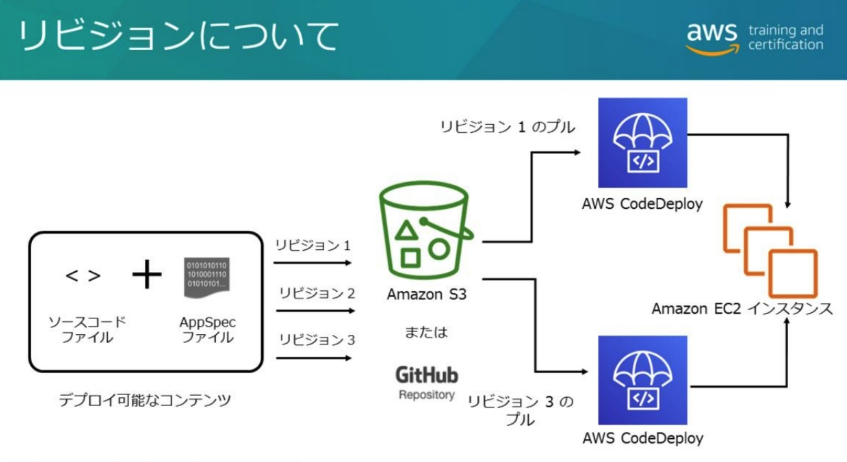 リビジョンについて
aws training and
certification
リビジョン 1 のプル
AWS CodeDeploy
リビジョン 1
リビジョン 2
リビジョン 3
< >
+
0101010110
1010001110
01010101...
ソースコード
ファイル
AppSpec
ファイル
デプロイ可能なコンテンツ
Amazon S3
または
GitHub
Repository
リビジョン 3 の
プル
</>
AWS CodeDeploy
</>
Amazon EC2 インスタンス